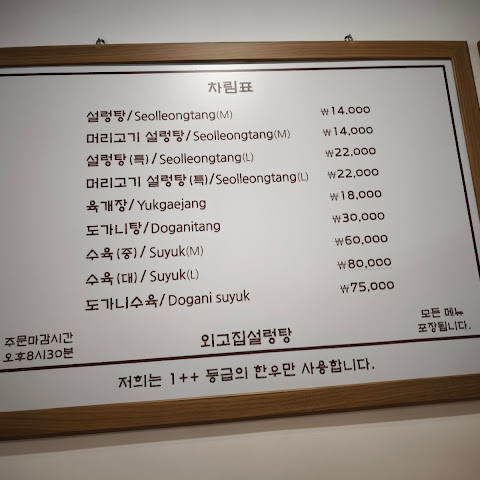 차림표
설렁탕/Seolleongtang(M) ₩14,000
머리고기 설렁탕/Seolleongtang(M) ₩14,000
설렁탕(특)/Seolleongtang(L) ₩22,000
머리고기 설렁탕(특)/Seolleongtang(L) ₩22,000
육개장/Yukgaejang ₩18,000
도가니탕/Doganitang ₩30,000
수육(중)/Suyuk(M) ₩60,000
수육(대)/Suyuk(L) ₩80,000
도가니수육/Dogani suyuk ₩75,000
주문마감시간
오후8시30분
외고집설렁탕
모든 메뉴
포장됩니다.
저희는 1++ 등급의 한우만 사용합니다.